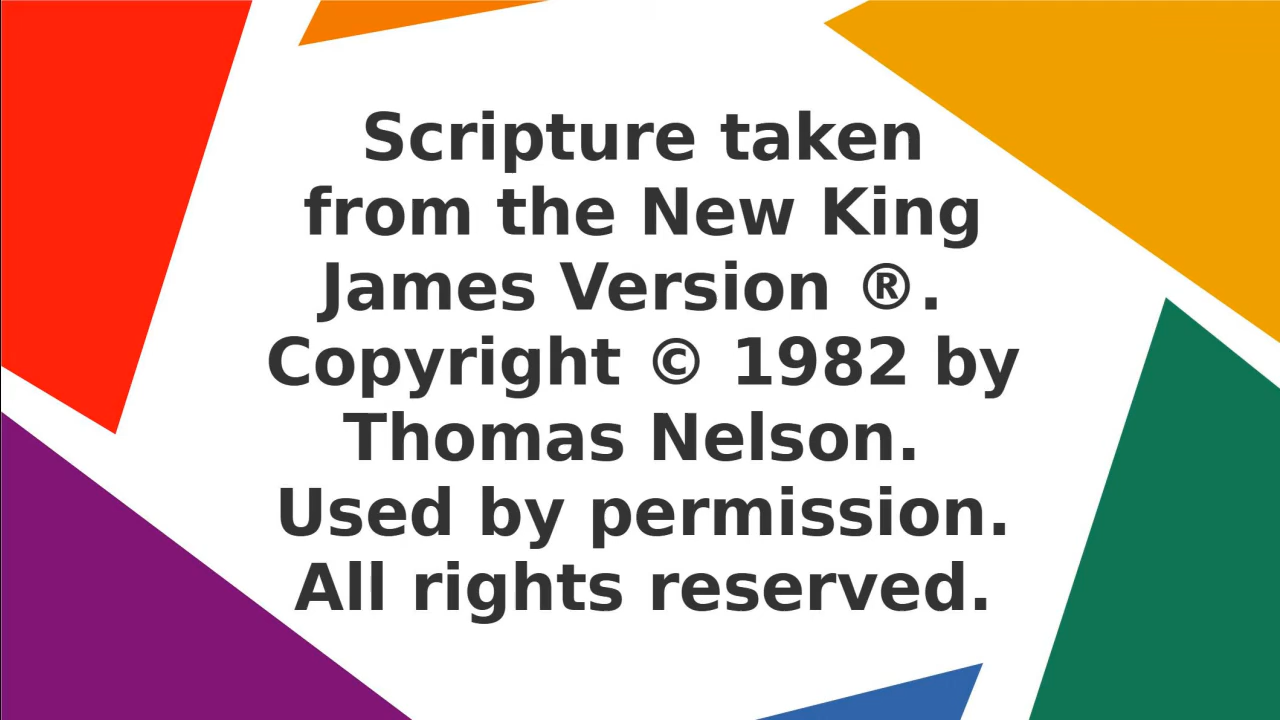 Scripture taken
from the New King
James Version ®.
Copyright © 1982 by
Thomas Nelson.
Used by permission.
All rights reserved.